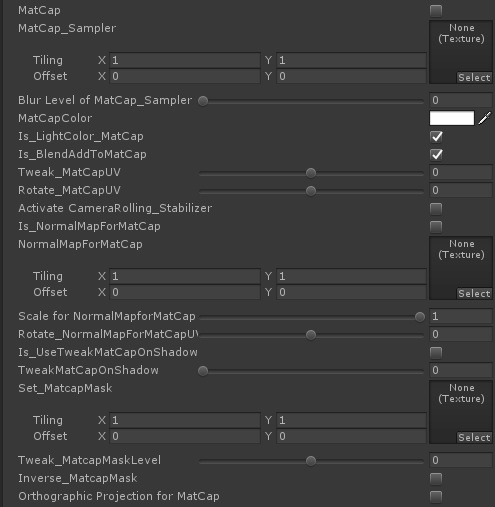 MatCap
MatCap_Sampler
None
(Texture)
Tiling X 1 Y 1
Offset X 0 Y 0
Select
Blur Level of MatCap_Sampler 0
MatCapColor
Is_LightColor_MatCap
Is_BlendAddToMatCap
Tweak_MatCapUV 0
Rotate_MatCapUV 0
Activate CameraRolling_Stabilizer
Is_NormalMapForMatCap
NormalMapForMatCap
None
(Texture)
Tiling X 1 Y 1
Offset X 0 Y 0
Select
Scale for NormalMapforMatCap 1
Rotate_NormalMapForMatCapUV 0
Is_UseTweakMatCapOnShadow
TweakMatCapOnShadow 0
Set_MatcapMask
None
(Texture)
Tiling X 1 Y 1
Offset X 0 Y 0
Select
Tweak_MatcapMaskLevel 0
Inverse_MatcapMask
Orthographic Projection for MatCap